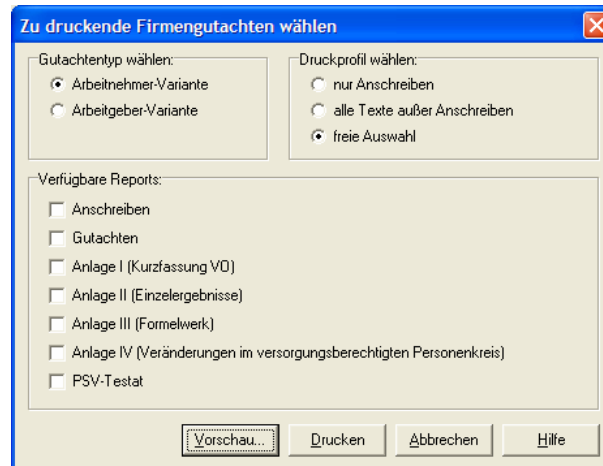 Zu druckende Firmengutachten wählen
Gutachtentyp wählen:
Arbeitnehmer-Variante
Arbeitgeber-Variante
Druckprofil wählen:
nur Anschreiben
alle Texte außer Anschreiben
freie Auswahl
Verfügbare Reports:
Anschreiben
Gutachten
Anlage I (Kurzfassung VO)
Anlage II (Einzelergebnisse)
Anlage III (Formelwerk)
Anlage IV (Veränderungen im versorgungsberechtigten Personenkreis)
PSV-Testat
Vorschau... Drucken Abbrechen Hilfe